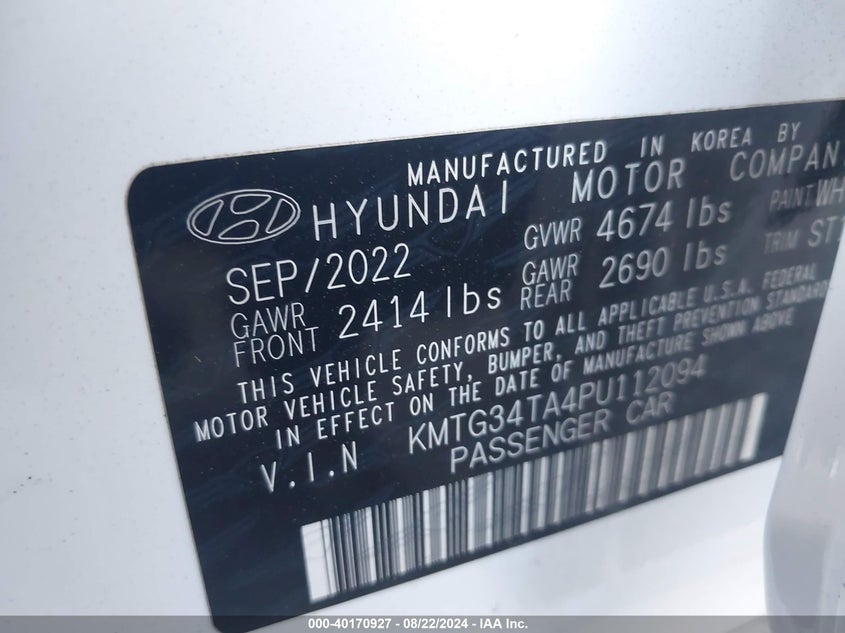 MANUFACTURED IN KOREA BY
HYUNDAI MOTOR COMPAN
SEP/2022 GVWR 4674 lbs PAINT WH
GAWR FRONT 2414 lbs GAWR REAR 2690 lbs TRIM ST
THIS VEHICLE CONFORMS TO ALL APPLICABLE U.S.A. FEDERAL
MOTOR VEHICLE SAFETY, BUMPER, AND THEFT PREVENTION STANDARD
IN EFFECT ON THE DATE OF MANUFACTURE SHOWN ABOVE
V.I.N KMTG34TA4PU112094
PASSENGER CAR
000-40170927 - 08/22/2024 - IAA Inc.